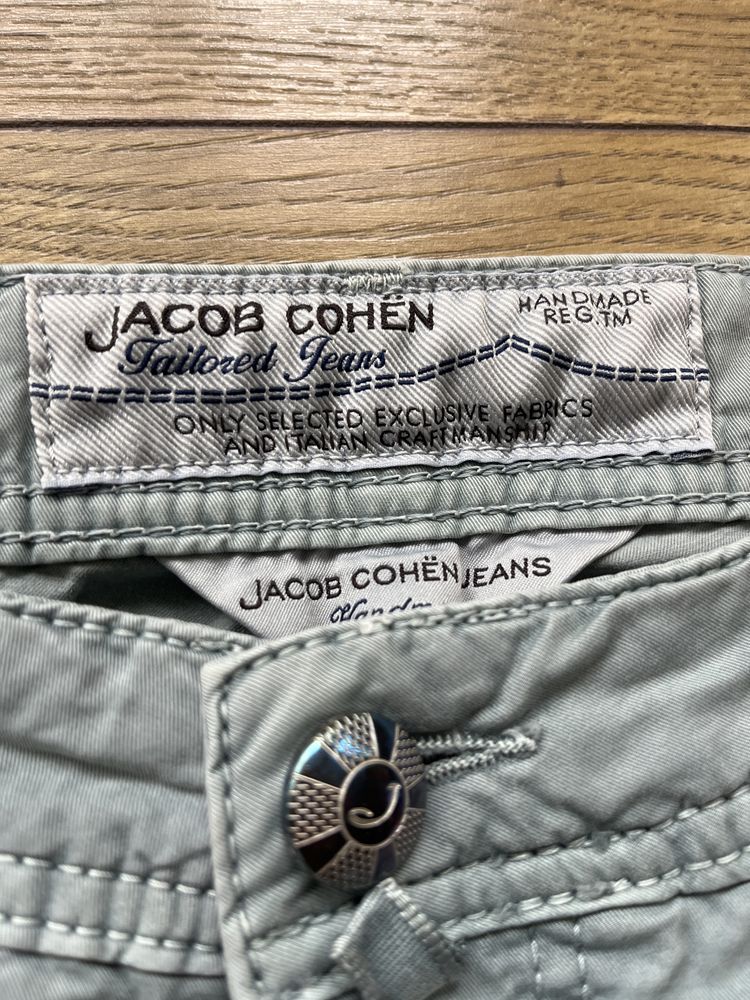 JACOB COHËN
Tailored Jeans
HANDMADE
REG.TM
ONLY SELECTED EXCLUSIVE FABRICS
AND ITALIAN CRAFTMANSHIP
JACOB COHËN JEANS
J